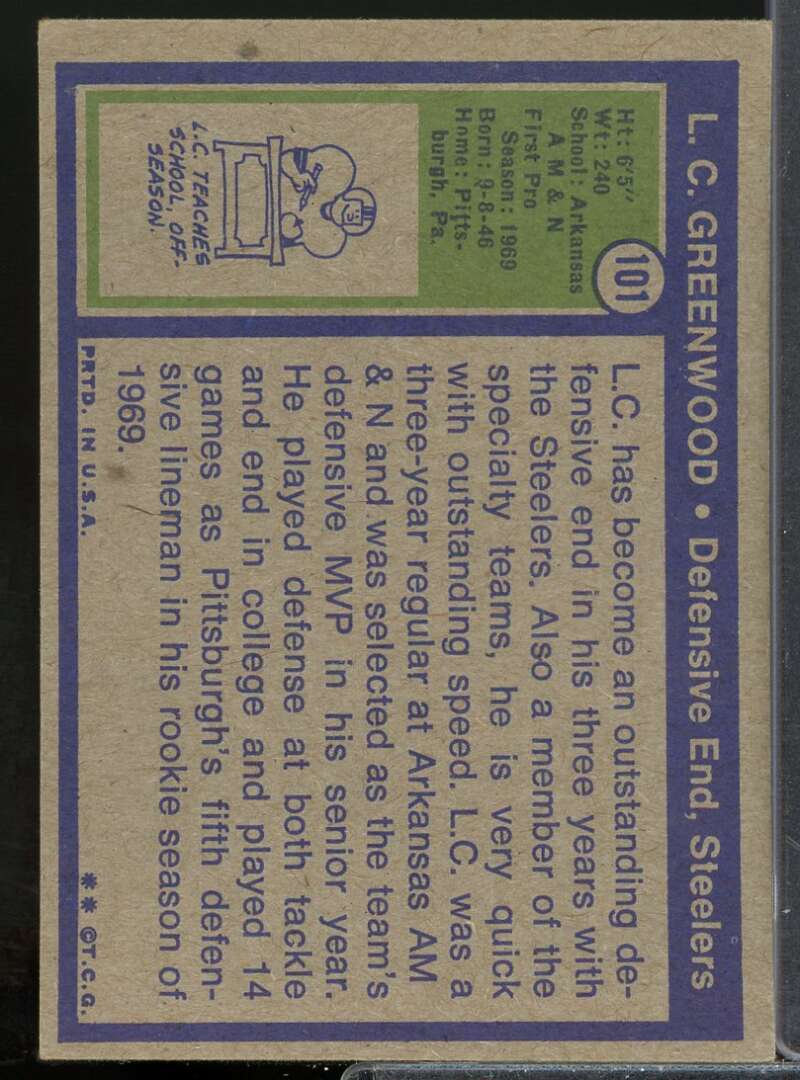 L. C. GREENWOOD • Defensive End, Steelers
101
Ht: 6'5"
Wt: 240
School: Arkansas
A M & N
First Pro
Season: 1969
Born: 9-8-46
Home: Pitts-
burgh, Pa.
L.C. TEACHES
SCHOOL, OFF-
SEASON.
L.C. has become an outstanding de-
fensive end in his three years with
the Steelers. Also a member of the
specialty teams, he is very quick
with outstanding speed. L.C. was a
three-year regular at Arkansas AM
& N and was selected as the team's
defensive MVP in his senior year.
He played defense at both tackle
and end in college and played 14
games as Pittsburgh's fifth defen-
sive lineman in his rookie season of
1969.
PRTD. IN U.S.A.
** ©T.C.G.